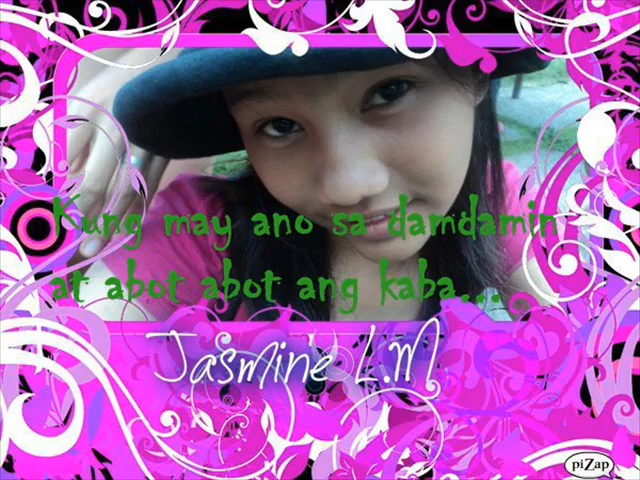 Kung may ano sa damdamin
at abot abot ang kaba...
Jasmine L.M
piZap